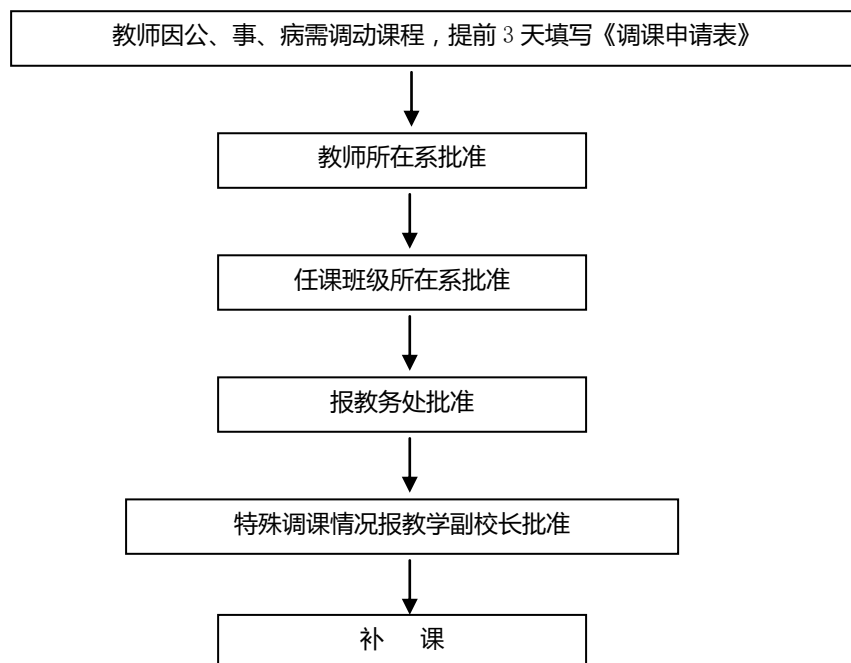 教师因公、事、病需调动课程，提前 3 天填写《调课申请表》
教师所在系批准
任课班级所在系批准
报教务处批准
特殊调课情况报教学副校长批准
补　课